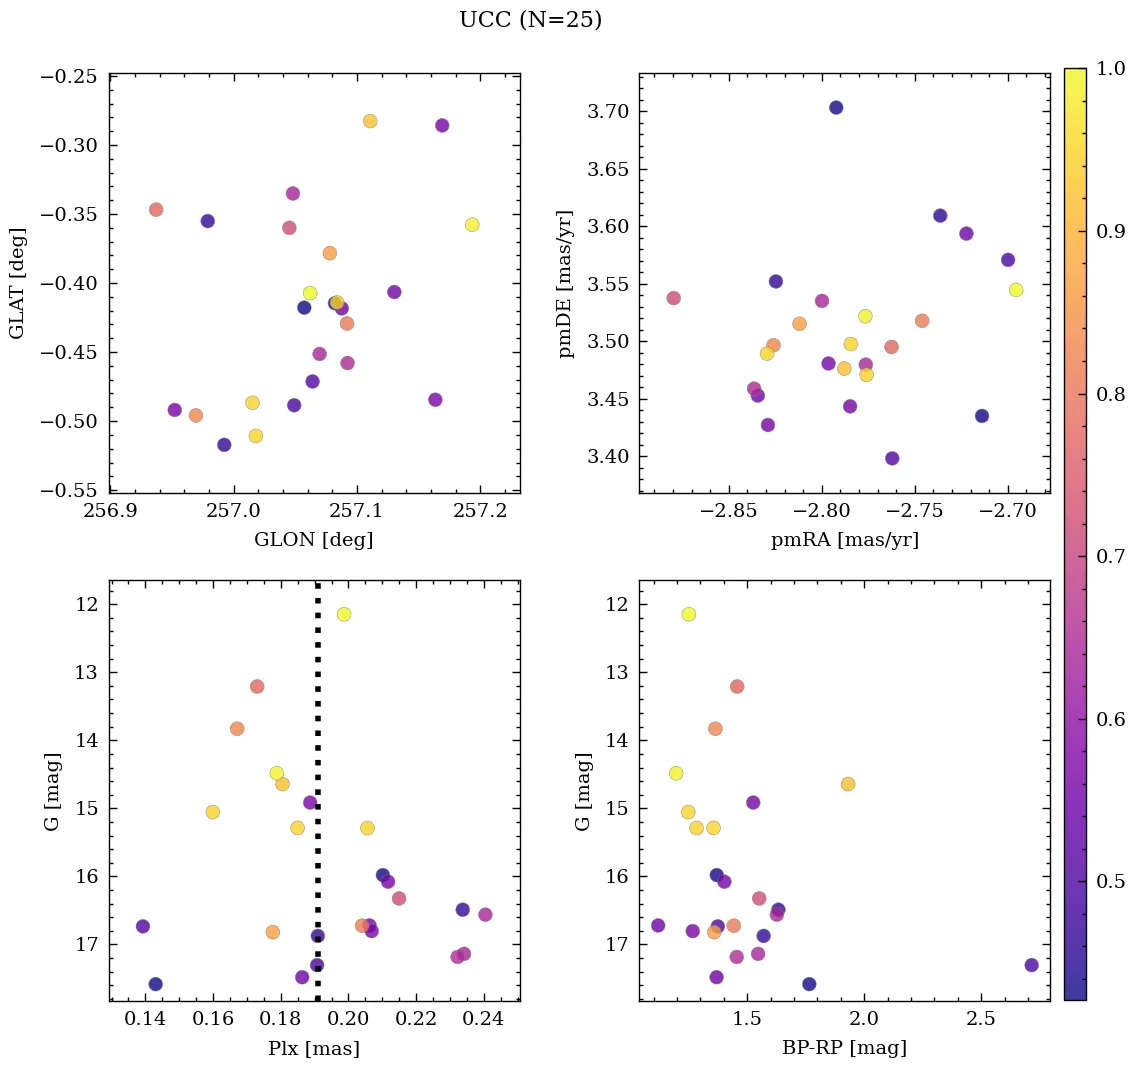 UCC (N=25)
−0.25
−0.30
−0.35
−0.40
−0.45
−0.50
−0.55
GLAT [deg]
256.9 257.0 257.1 257.2
GLON [deg]
3.70
3.65
3.60
3.55
3.50
3.45
3.40
pmDE [mas/yr]
−2.85 −2.80 −2.75 −2.70
pmRA [mas/yr]
12
13
14
15
16
17
G [mag]
0.14 0.16 0.18 0.20 0.22 0.24
Plx [mas]
12
13
14
15
16
17
G [mag]
1.5 2.0 2.5
BP-RP [mag]
1.0
0.9
0.8
0.7
0.6
0.5